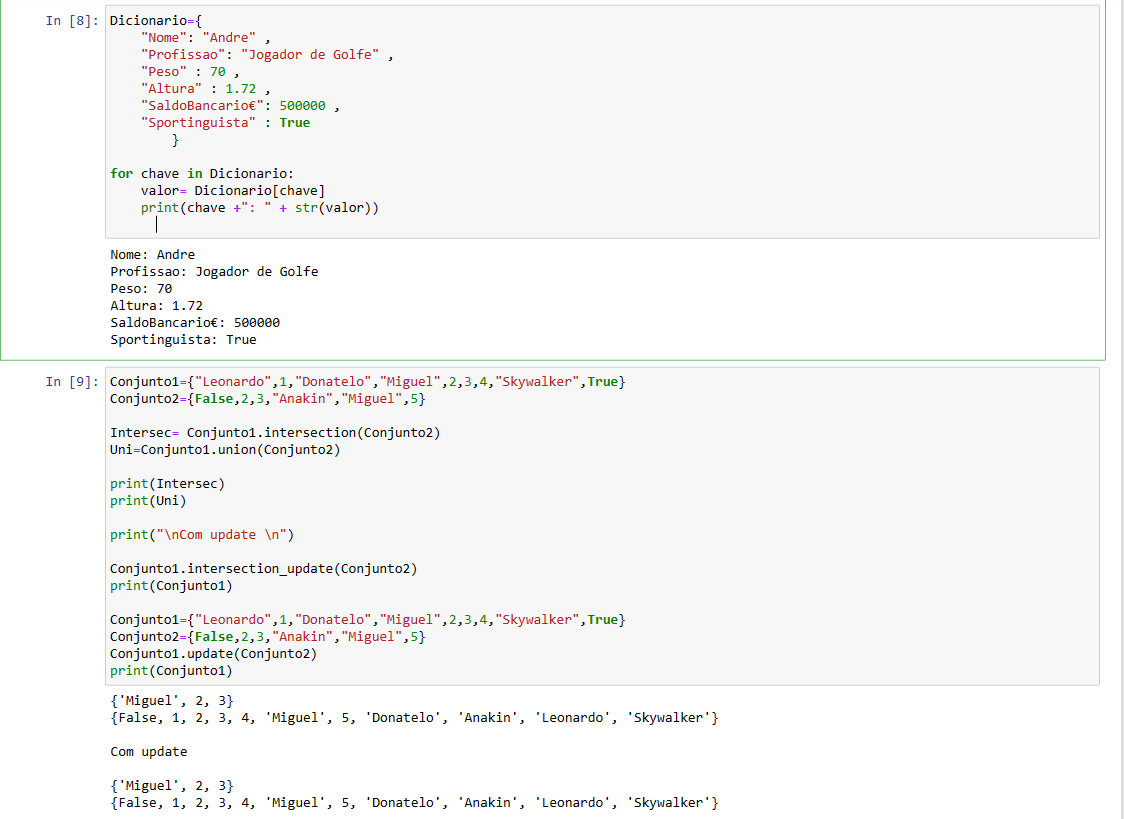 In [8]: Dicionario={
    "Nome": "Andre" ,
    "Profissao": "Jogador de Golfe" ,
    "Peso" : 70 ,
    "Altura" : 1.72 ,
    "SaldoBancario€": 500000 ,
    "Sportinguista" : True
        }
for chave in Dicionario:
    valor= Dicionario[chave]
    print(chave +": " + str(valor))
Nome: Andre
Profissao: Jogador de Golfe
Peso: 70
Altura: 1.72
SaldoBancario€: 500000
Sportinguista: True
In [9]: Conjunto1={"Leonardo",1,"Donatelo","Miguel",2,3,4,"Skywalker",True}
Conjunto2={False,2,3,"Anakin","Miguel",5}
Intersec= Conjunto1.intersection(Conjunto2)
Uni=Conjunto1.union(Conjunto2)
print(Intersec)
print(Uni)
print("\nCom update \n")
Conjunto1.intersection_update(Conjunto2)
print(Conjunto1)
Conjunto1={"Leonardo",1,"Donatelo","Miguel",2,3,4,"Skywalker",True}
Conjunto2={False,2,3,"Anakin","Miguel",5}
Conjunto1.update(Conjunto2)
print(Conjunto1)
{'Miguel', 2, 3}
{False, 1, 2, 3, 4, 'Miguel', 5, 'Donatelo', 'Anakin', 'Leonardo', 'Skywalker'}
Com update
{'Miguel', 2, 3}
{False, 1, 2, 3, 4, 'Miguel', 5, 'Donatelo', 'Anakin', 'Leonardo', 'Skywalker'}